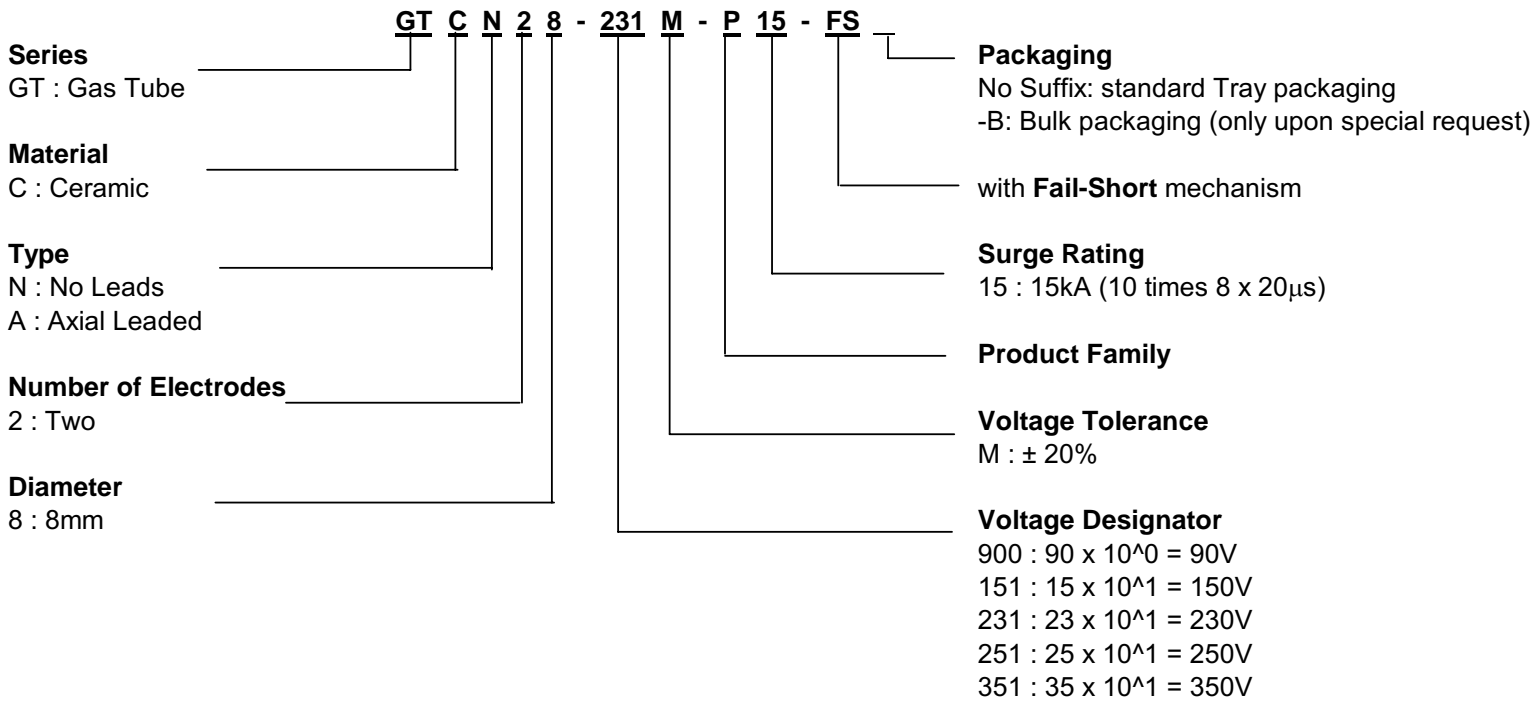 GT C N 2 8 - 231 M - P 15 - FS _
Series
GT : Gas Tube
Material
C : Ceramic
Type
N : No Leads
A : Axial Leaded
Number of Electrodes
2 : Two
Diameter
8 : 8mm
Packaging
No Suffix: standard Tray packaging
-B: Bulk packaging (only upon special request)
with Fail-Short mechanism
Surge Rating
15 : 15kA (10 times 8 x 20μs)
Product Family
Voltage Tolerance
M : ± 20%
Voltage Designator
900 : 90 x 10^0 = 90V
151 : 15 x 10^1 = 150V
231 : 23 x 10^1 = 230V
251 : 25 x 10^1 = 250V
351 : 35 x 10^1 = 350V